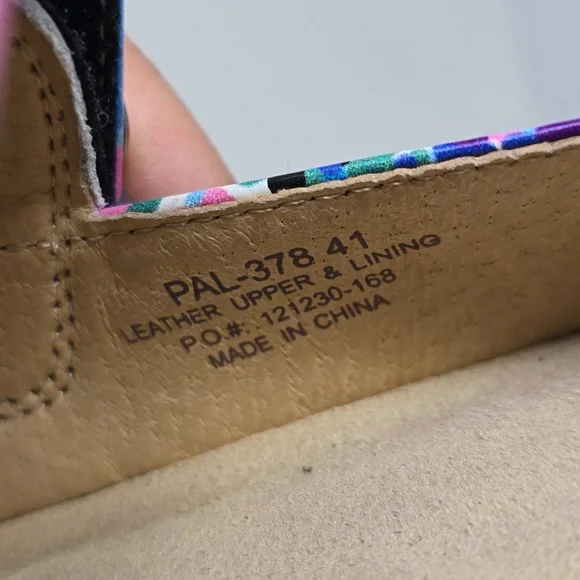 PAL-378 41
LEATHER UPPER & LINING
P.O.#: 121230-168
MADE IN CHINA